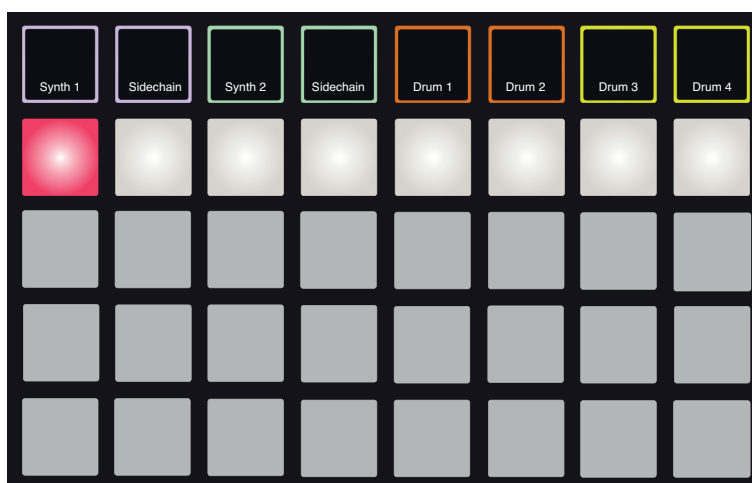 Synth 1
Sidechain
Synth 2
Sidechain
Drum 1
Drum 2
Drum 3
Drum 4